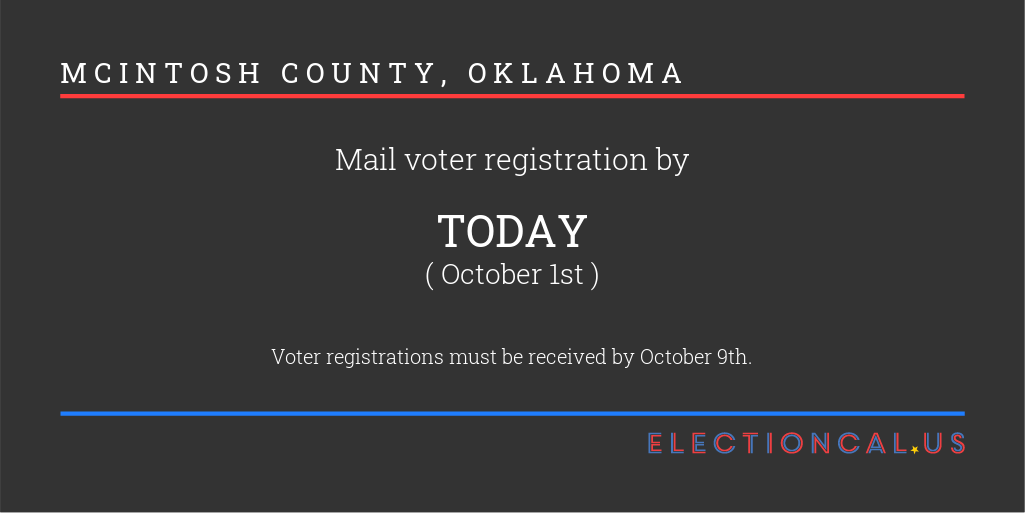 MCINTOSH COUNTY, OKLAHOMA
Mail voter registration by
TODAY
( October 1st )
Voter registrations must be received by October 9th.
ELECTIONCAL.US